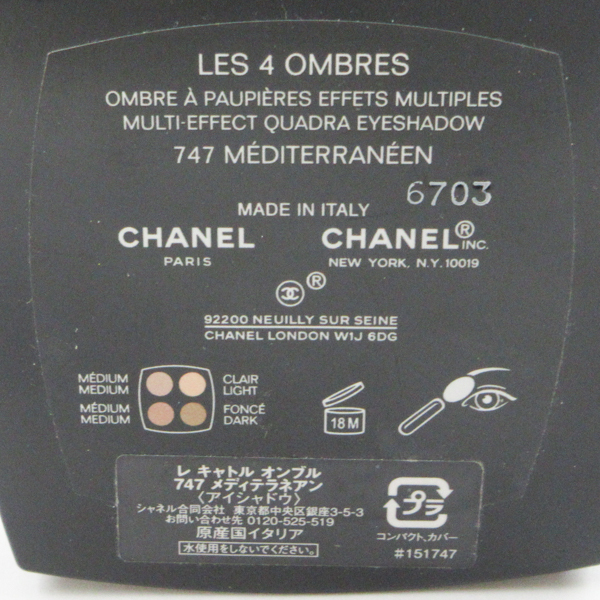 LES 4 OMBRES
OMBRE À PAUPIÈRES EFFETS MULTIPLES
MULTI-EFFECT QUADRA EYESHADOW
747 MÉDITERRANÉEN
6703
MADE IN ITALY
CHANEL CHANEL® INC.
PARIS NEW YORK, N.Y. 10019
®
92200 NEUILLY SUR SEINE
CHANEL LONDON W1J 6DG
MÉDIUM CLAIR
MEDIUM LIGHT
MÉDIUM FONCÉ
MEDIUM DARK
18 M
レ キャトル オンブル
747 メディテラネアン
〈アイシャドウ〉
シャネル合同会社 東京都中央区銀座3-5-3
お問い合わせ先 0120-525-519
原産国イタリア
水使用をしないでください。
プラ
コンパクト、カバー
#151747